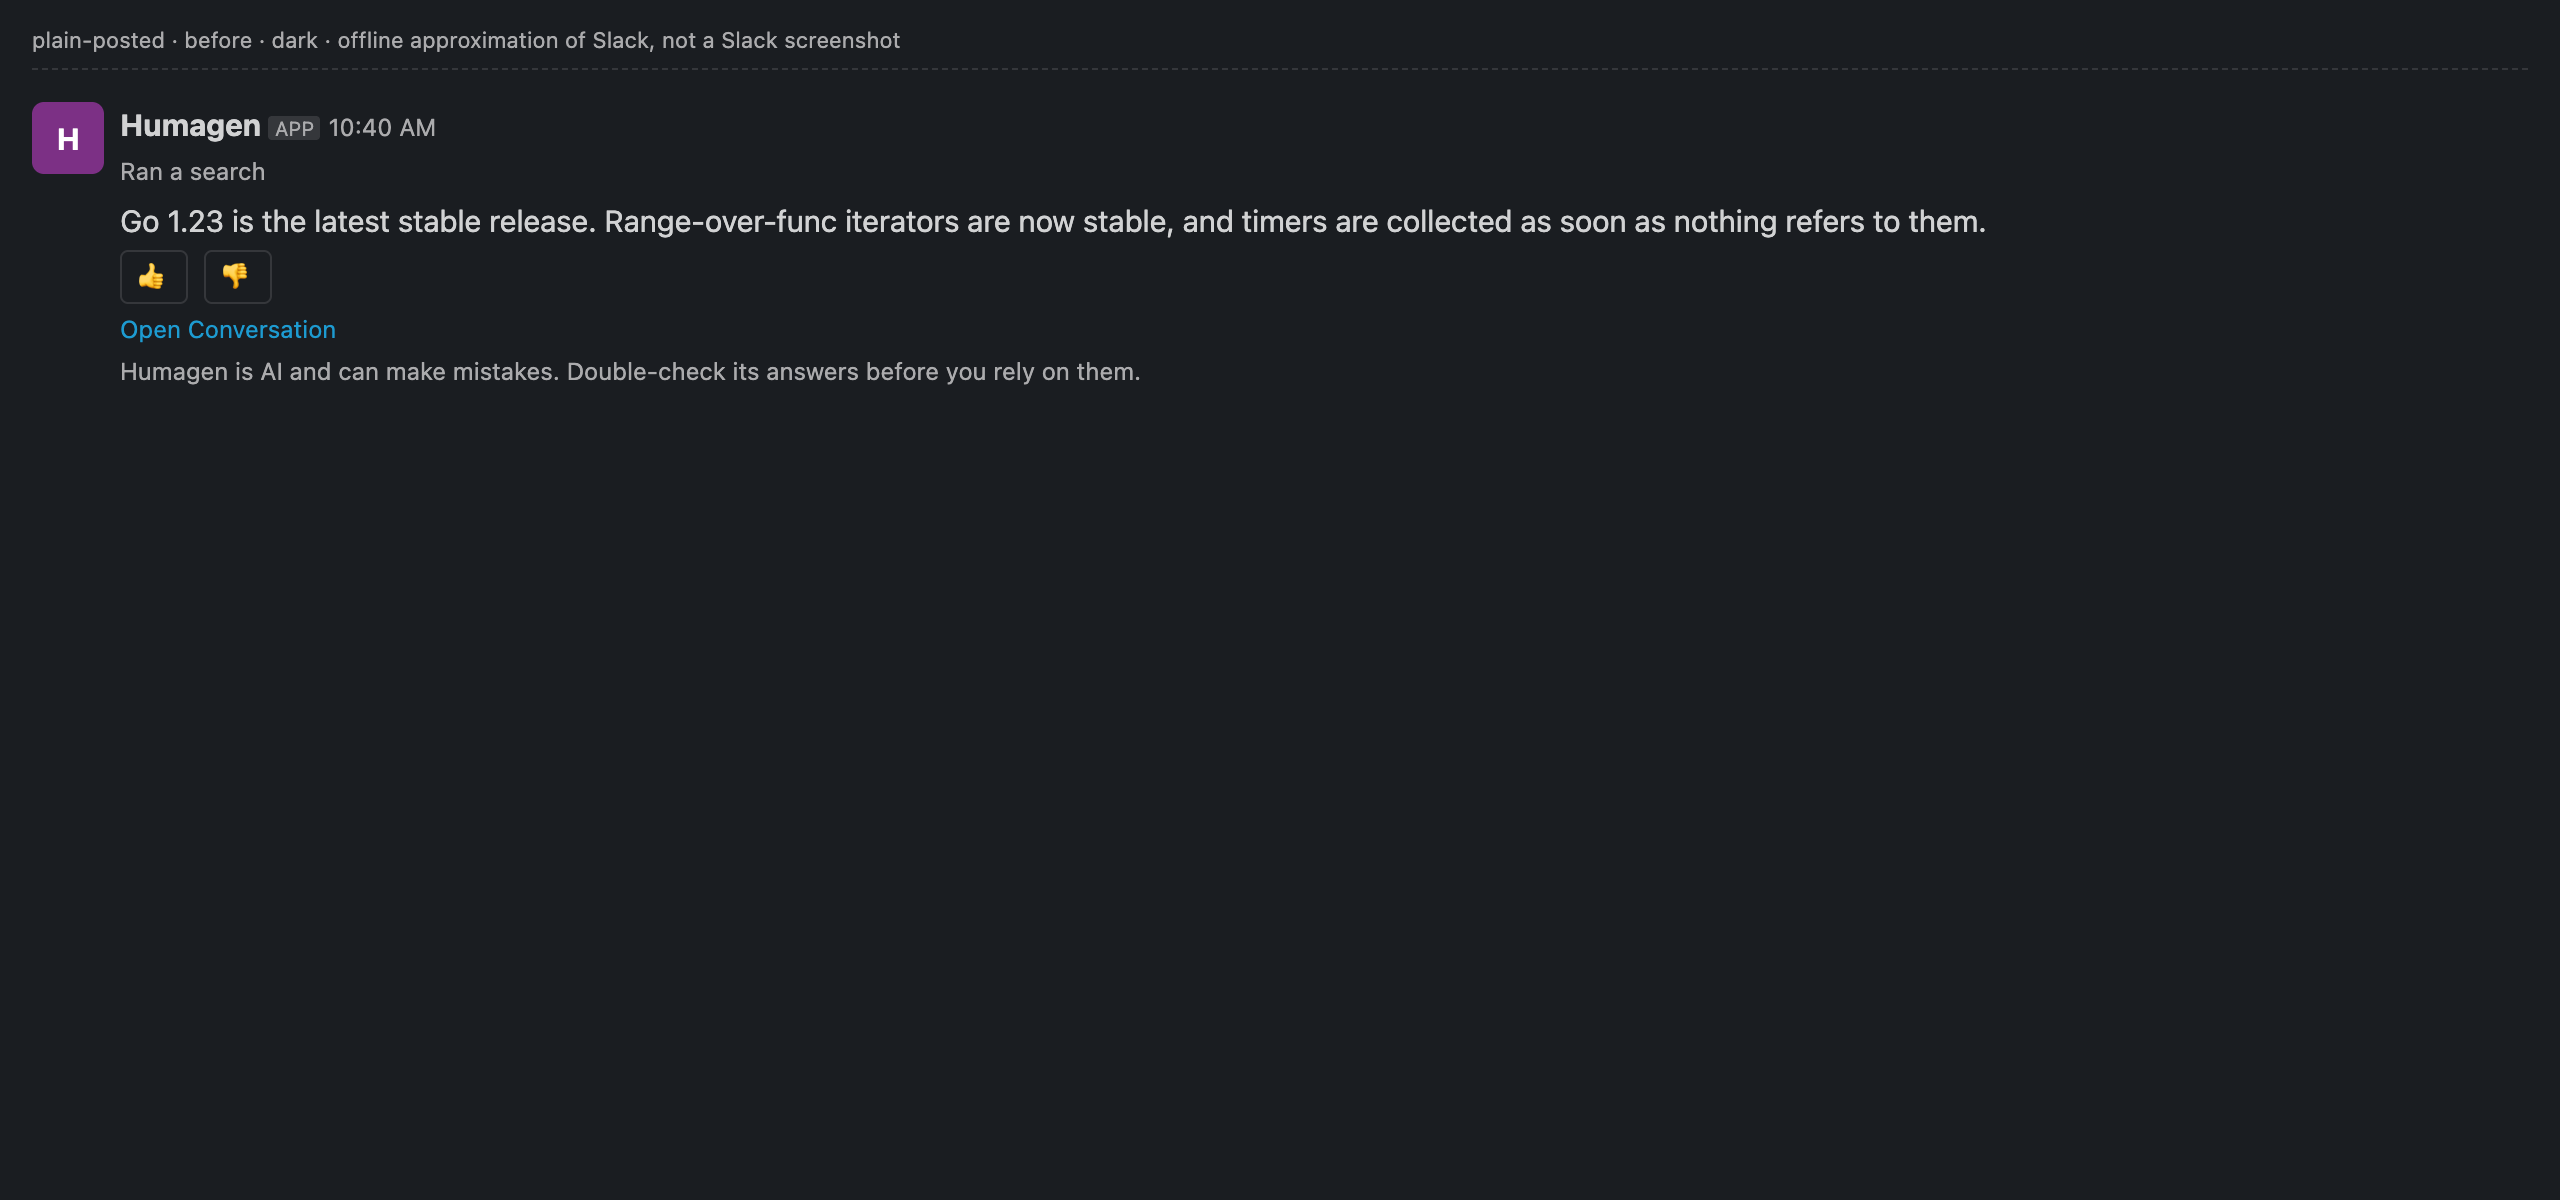 plain-posted · before · dark · offline approximation of Slack, not a Slack screenshot
H
Humagen APP 10:40 AM
Ran a search
Go 1.23 is the latest stable release. Range-over-func iterators are now stable, and timers are collected as soon as nothing refers to them.
Open Conversation
Humagen is AI and can make mistakes. Double-check its answers before you rely on them.